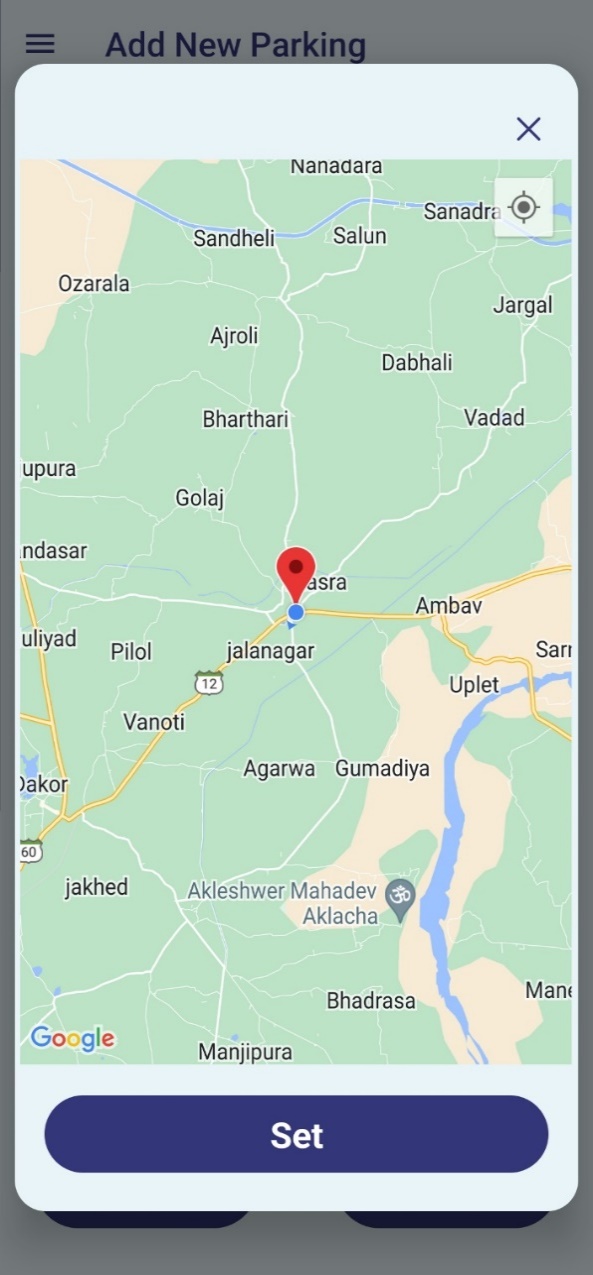 Add New Parking
Nanadara
Sanadra
Sandheli
Salun
Ozarala
Jargal
Ajroli
Dabhali
Bharthari
Vadad
upura
Golaj
ndasar
asra
Ambav
uliyad
Pilol
jalanagar
Sarn
12
Uplet
Vanoti
Dakor
Agarwa
Gumadiya
60
jakhed
Akleshwer Mahadev
Aklacha
ॐ
Bhadrasa
Mane
Google
Manjipura
Set